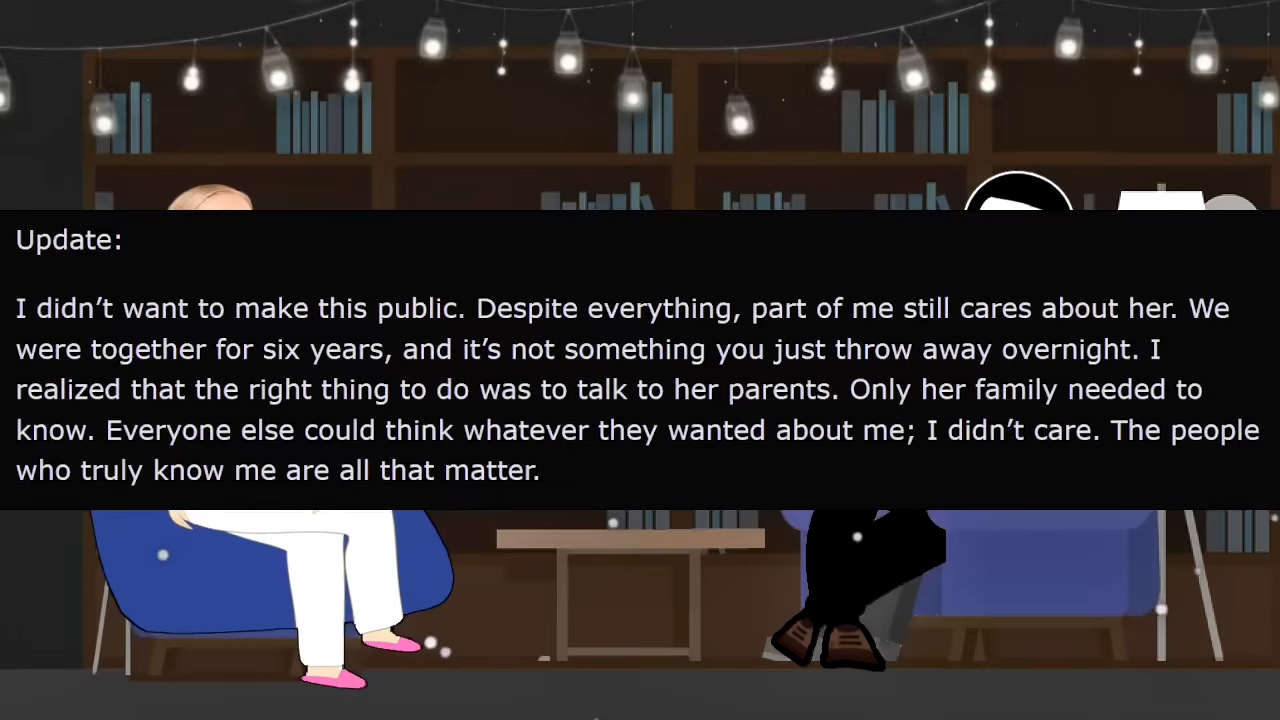 Update:
I didn’t want to make this public. Despite everything, part of me still cares about her. We
were together for six years, and it’s not something you just throw away overnight. I
realized that the right thing to do was to talk to her parents. Only her family needed to
know. Everyone else could think whatever they wanted about me; I didn’t care. The people
who truly know me are all that matter.